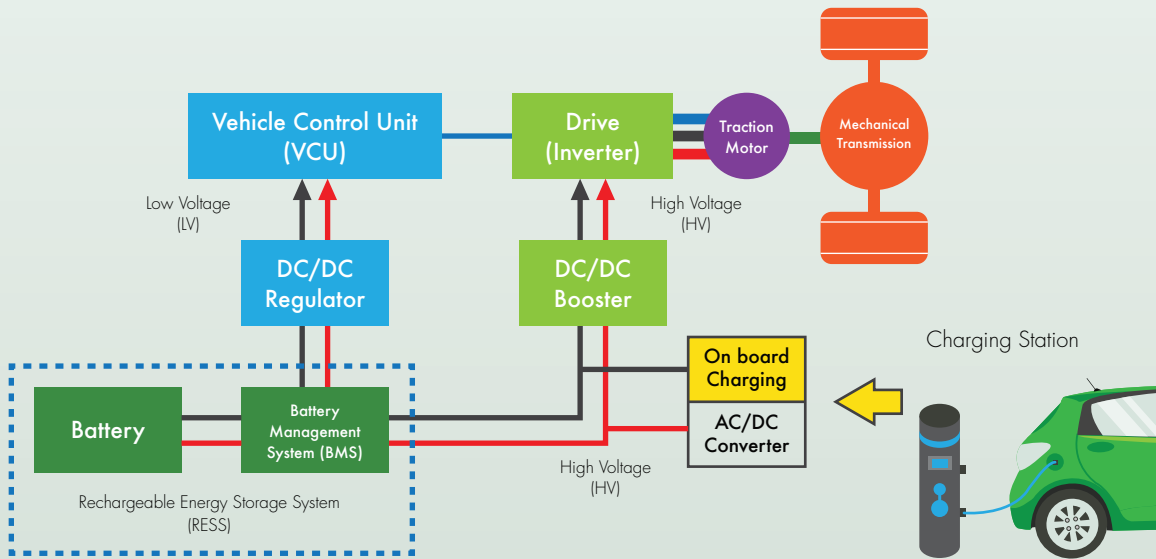 Vehicle Control Unit
(VCU)
Drive
(Inverter)
Traction
Motor
Mechanical
Transmission
Low Voltage
(LV)
High Voltage
(HV)
DC/DC
Regulator
DC/DC
Booster
Charging Station
On board
Charging
AC/DC
Converter
Battery
Battery
Management
System (BMS)
High Voltage
(HV)
Rechargeable Energy Storage System
(RESS)